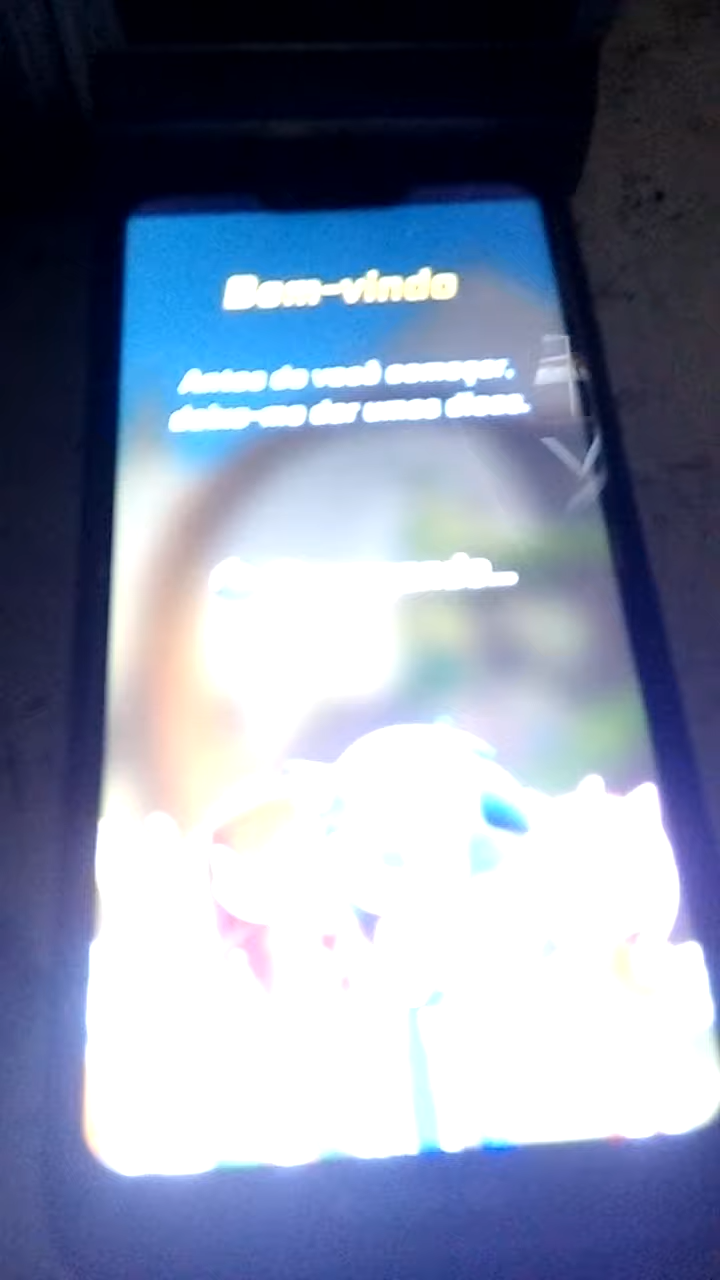 Bem-vindo
Antes de você começar,
deixe-me dar umas dicas.